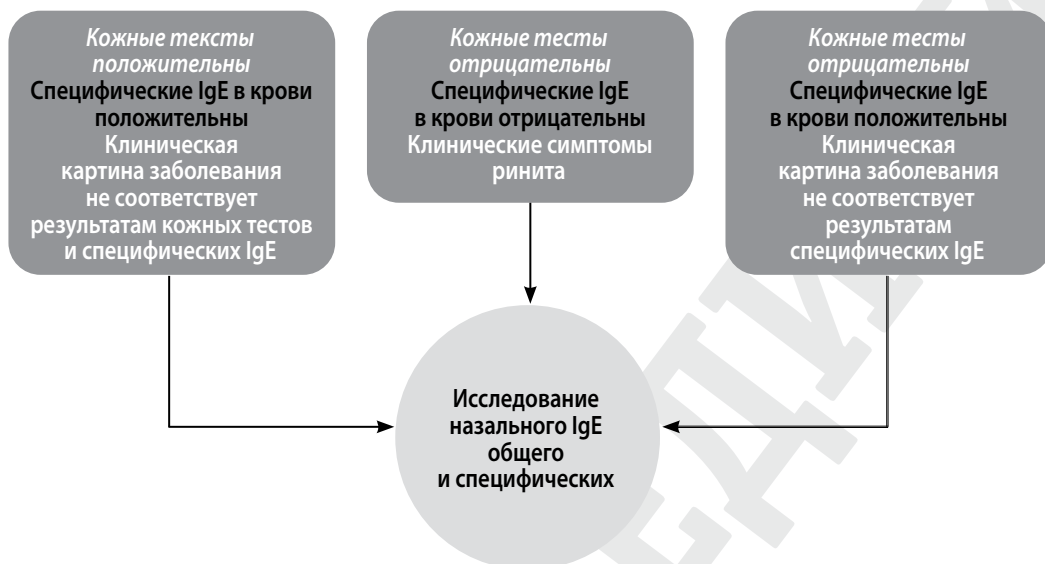 Кожные тексты
положительны
Специфические IgE в крови
положительны
Клиническая
картина заболевания
не соответствует
результатам кожных тестов
и специфических IgE
Кожные тесты
отрицательны
Специфические IgE
в крови отрицательны
Клинические симптомы
ринита
Кожные тесты
отрицательны
Специфические IgE
в крови положительны
Клиническая
картина заболевания
не соответствует
результатам
специфических IgE
Исследование
назального IgE
общего
и специфических